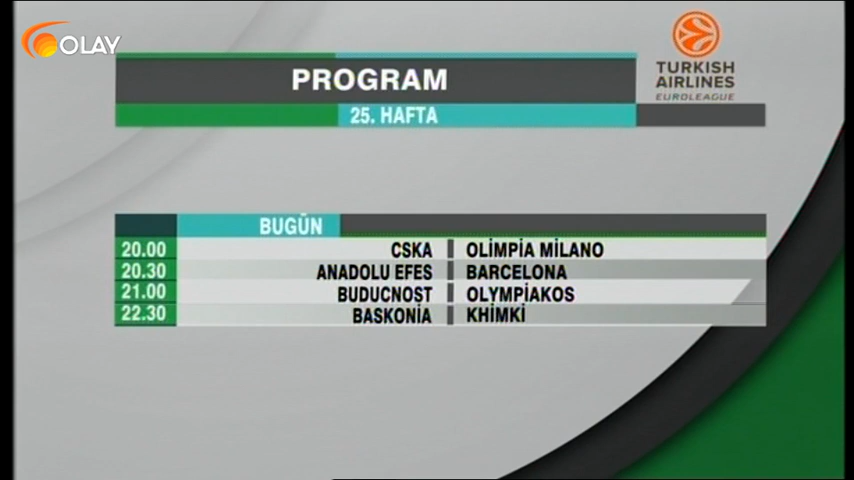 OLAY
PROGRAM
TURKISH
AIRLINES
EUROLEAGUE
25. HAFTA
BUGÜN
20.00 CSKA OLİMPİA MİLANO
20.30 ANADOLU EFES BARCELONA
21.00 BUDUCNOST OLYMPİAKOS
22.30 BASKONİA KHİMKİ